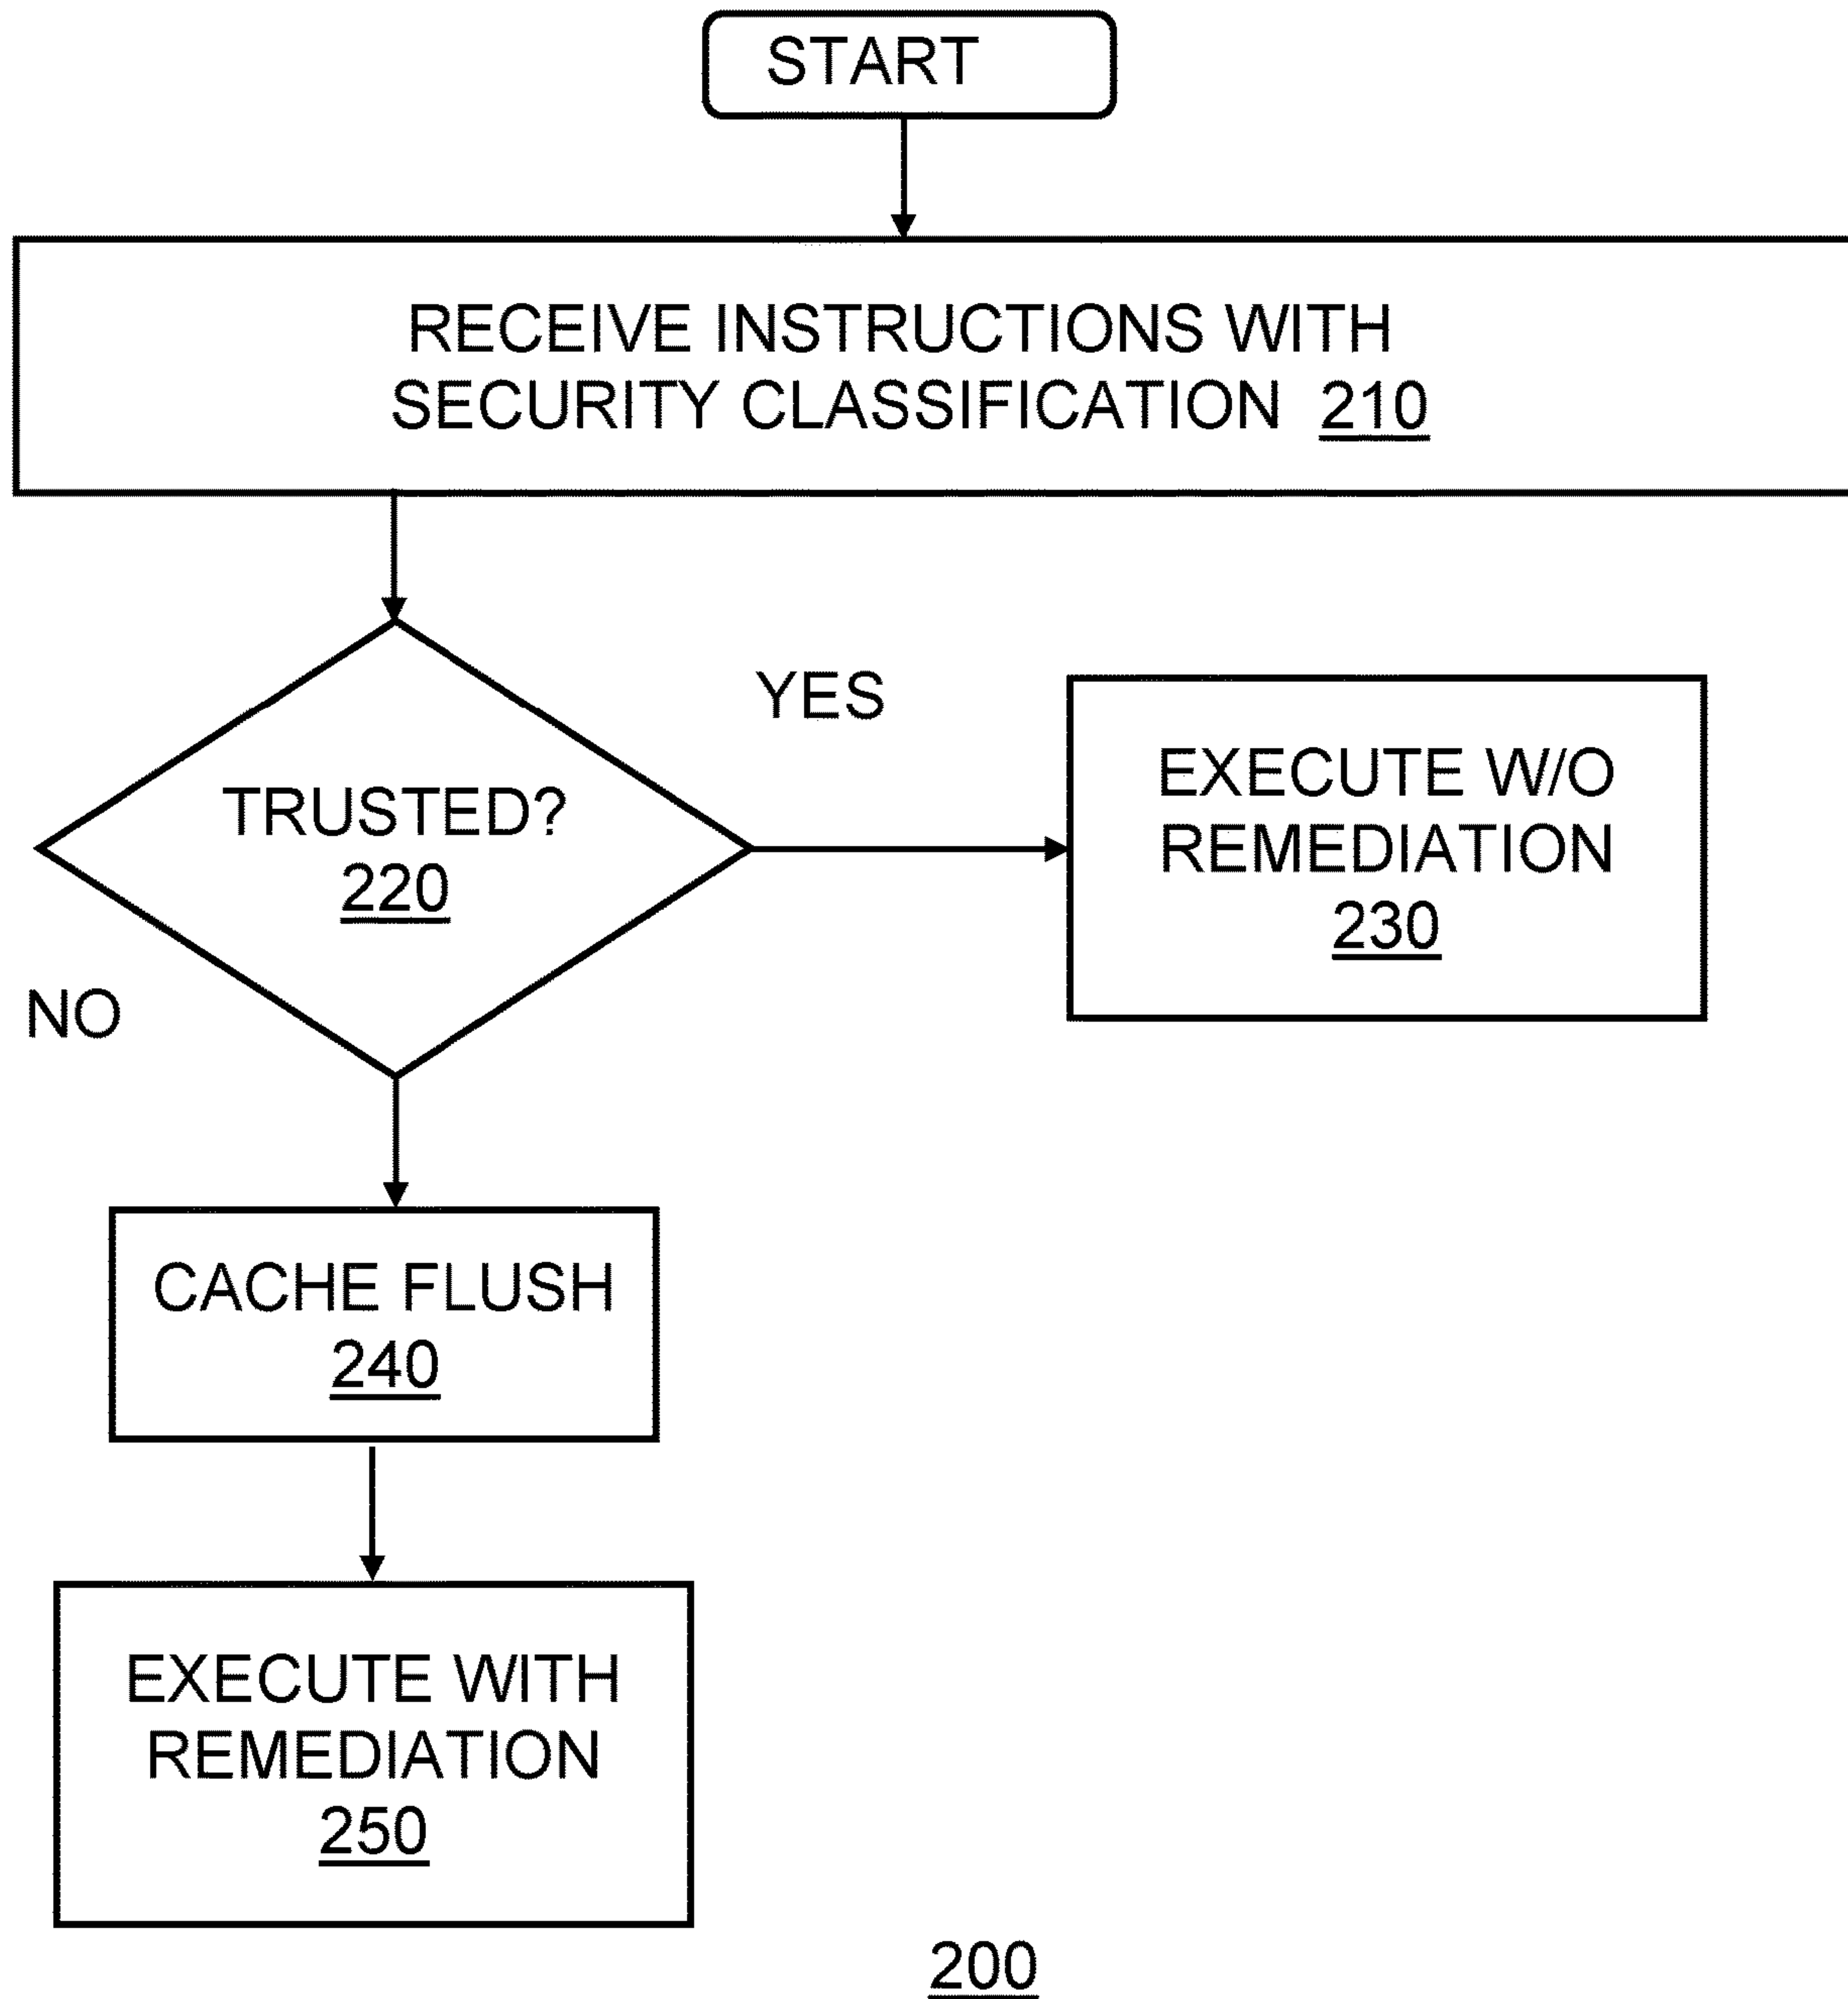 START
RECEIVE INSTRUCTIONS WITH
SECURITY CLASSIFICATION 210
TRUSTED?
220
YES
EXECUTE W/O
REMEDIATION
230
NO
CACHE FLUSH
240
EXECUTE WITH
REMEDIATION
250
200